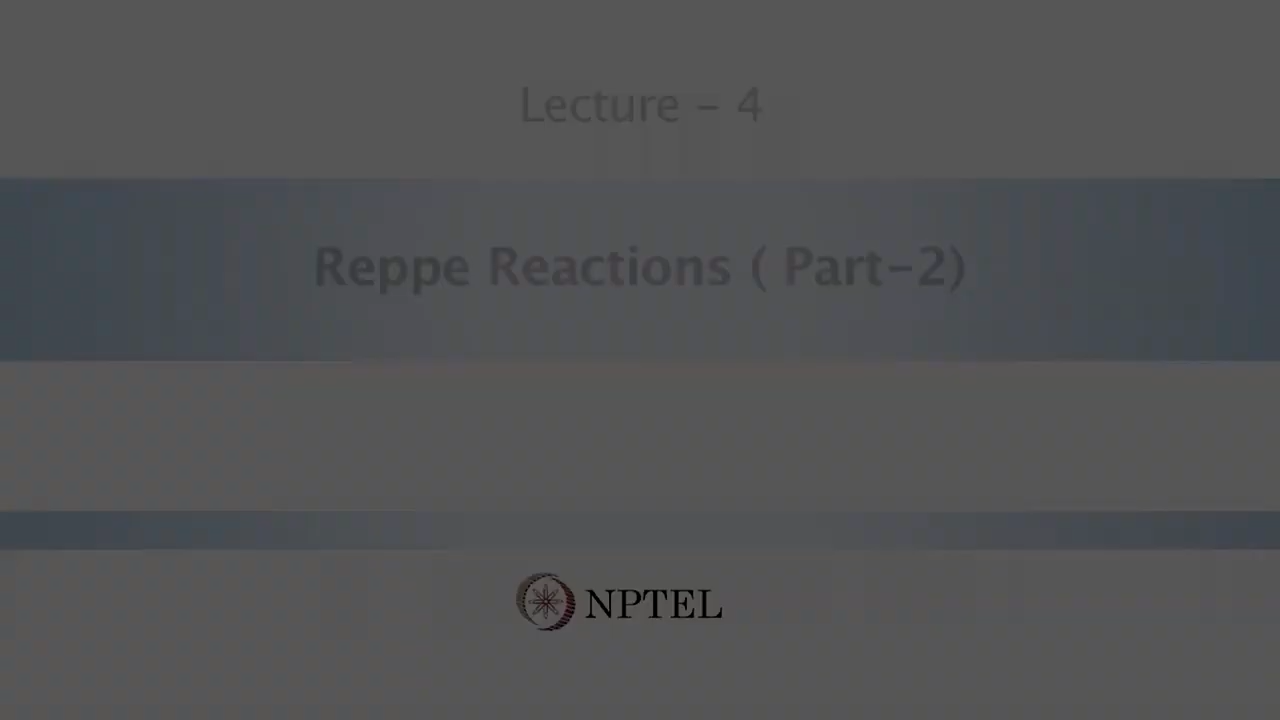 Lecture – 4
Reppe Reactions ( Part-2)
NPTEL